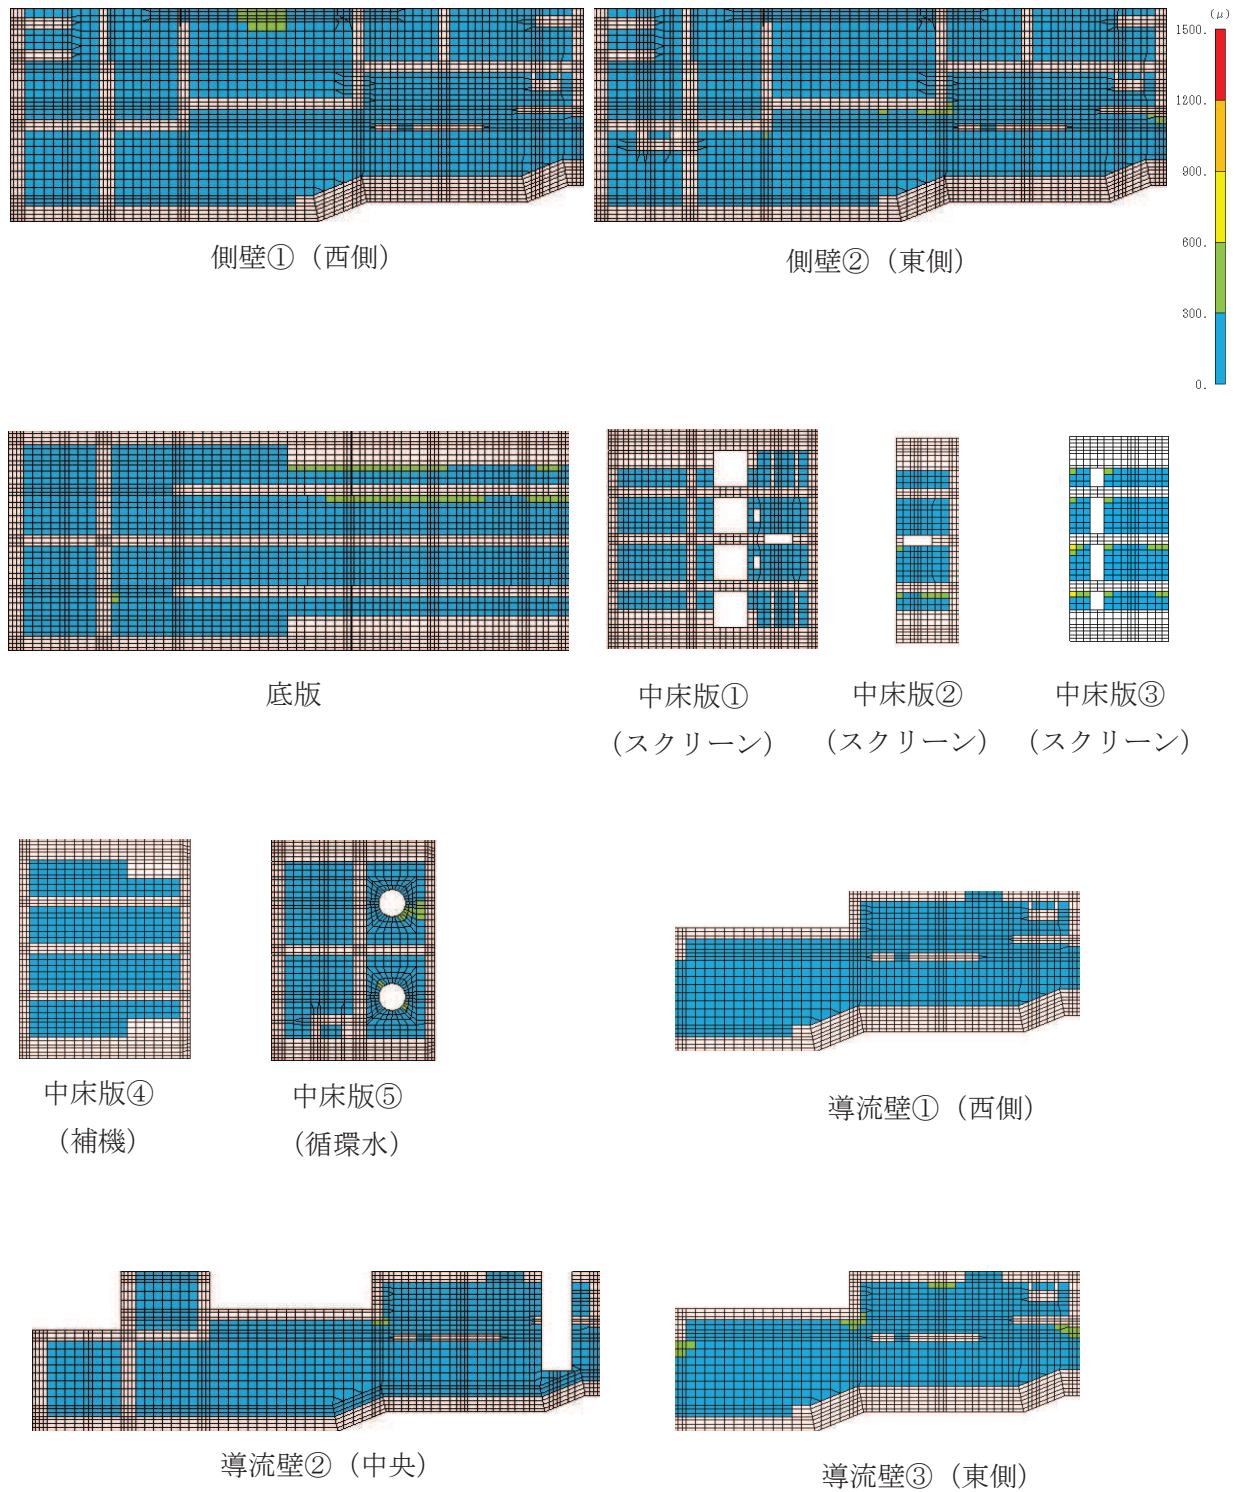 (μ)
1500.
1200.
900.
600.
300.
0.
側壁①（西側）
側壁②（東側）
底版
中床版①
（スクリーン）
中床版②
（スクリーン）
中床版③
（スクリーン）
中床版④
（補機）
中床版⑤
（循環水）
導流壁①（西側）
導流壁②（中央）
導流壁③（東側）